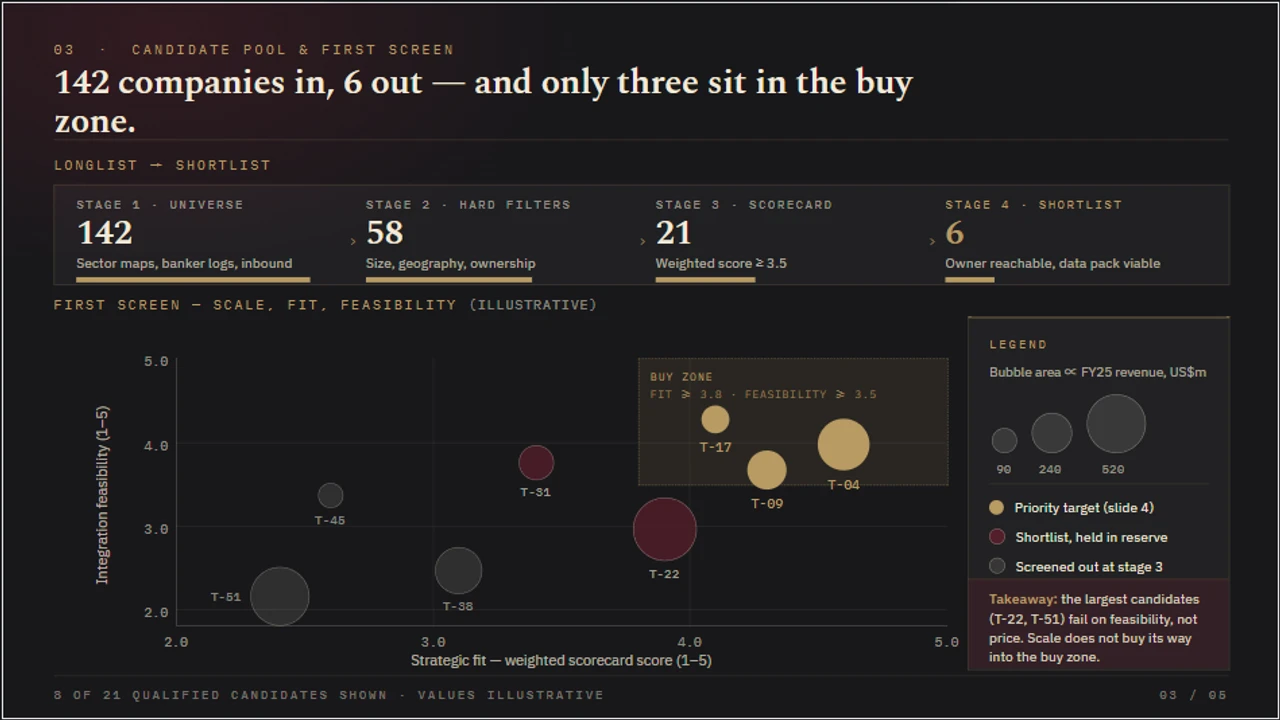 03 · CANDIDATE POOL & FIRST SCREEN
142 companies in, 6 out — and only three sit in the buy
zone.
LONGLIST → SHORTLIST
STAGE 1 · UNIVERSE
142
Sector maps, banker logs, inbound
›
STAGE 2 · HARD FILTERS
58
Size, geography, ownership
›
STAGE 3 · SCORECARD
21
Weighted score ≥ 3.5
›
STAGE 4 · SHORTLIST
6
Owner reachable, data pack viable
FIRST SCREEN — SCALE, FIT, FEASIBILITY (ILLUSTRATIVE)
Integration feasibility (1–5)
5.0
4.0
3.0
2.0
BUY ZONE
FIT ⩾ 3.8 · FEASIBILITY ⩾ 3.5
T-17
T-04
T-09
T-31
T-45
T-22
T-38
T-51
2.0
3.0
4.0
5.0
Strategic fit — weighted scorecard score (1–5)
LEGEND
Bubble area ∝ FY25 revenue, US$m
90
240
520
Priority target (slide 4)
Shortlist, held in reserve
Screened out at stage 3
Takeaway: the largest candidates
(T-22, T-51) fail on feasibility, not
price. Scale does not buy its way
into the buy zone.
8 OF 21 QUALIFIED CANDIDATES SHOWN · VALUES ILLUSTRATIVE
03 / 05